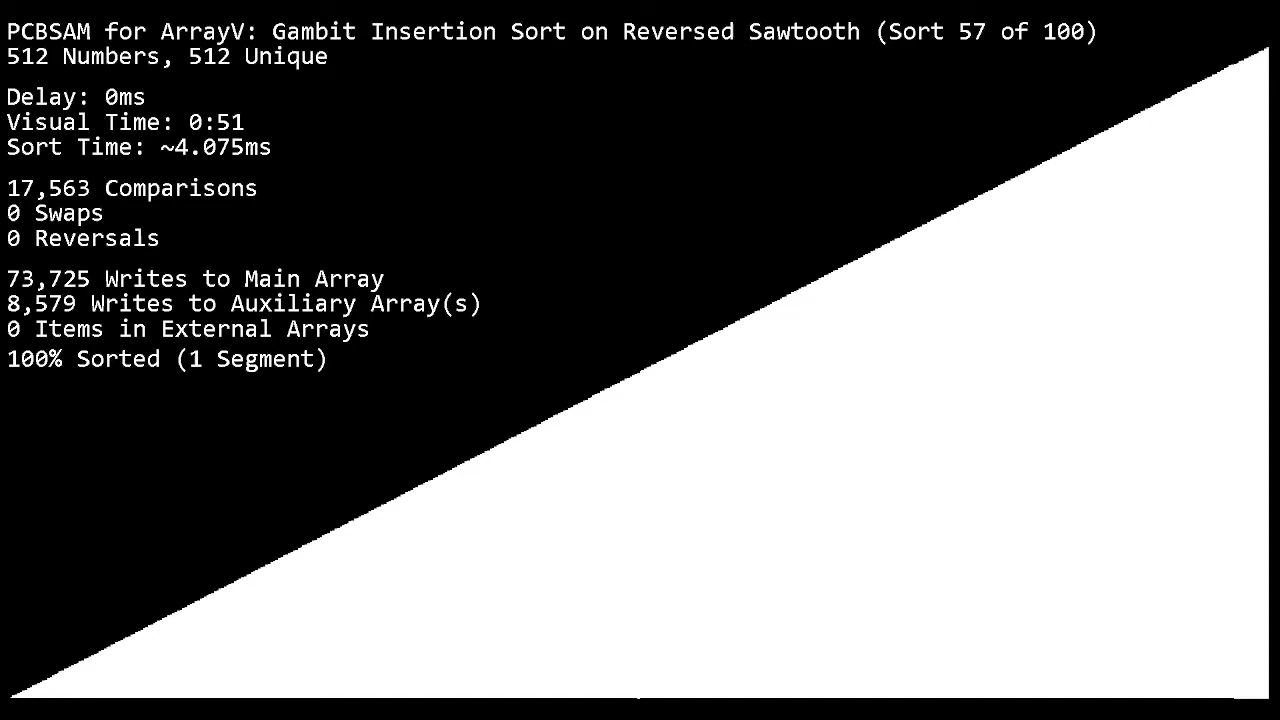 PCBSAM for ArrayV: Gambit Insertion Sort on Reversed Sawtooth (Sort 57 of 100)
512 Numbers, 512 Unique
Delay: 0ms
Visual Time: 0:51
Sort Time: ~4.075ms
17,563 Comparisons
0 Swaps
0 Reversals
73,725 Writes to Main Array
8,579 Writes to Auxiliary Array(s)
0 Items in External Arrays
100% Sorted (1 Segment)